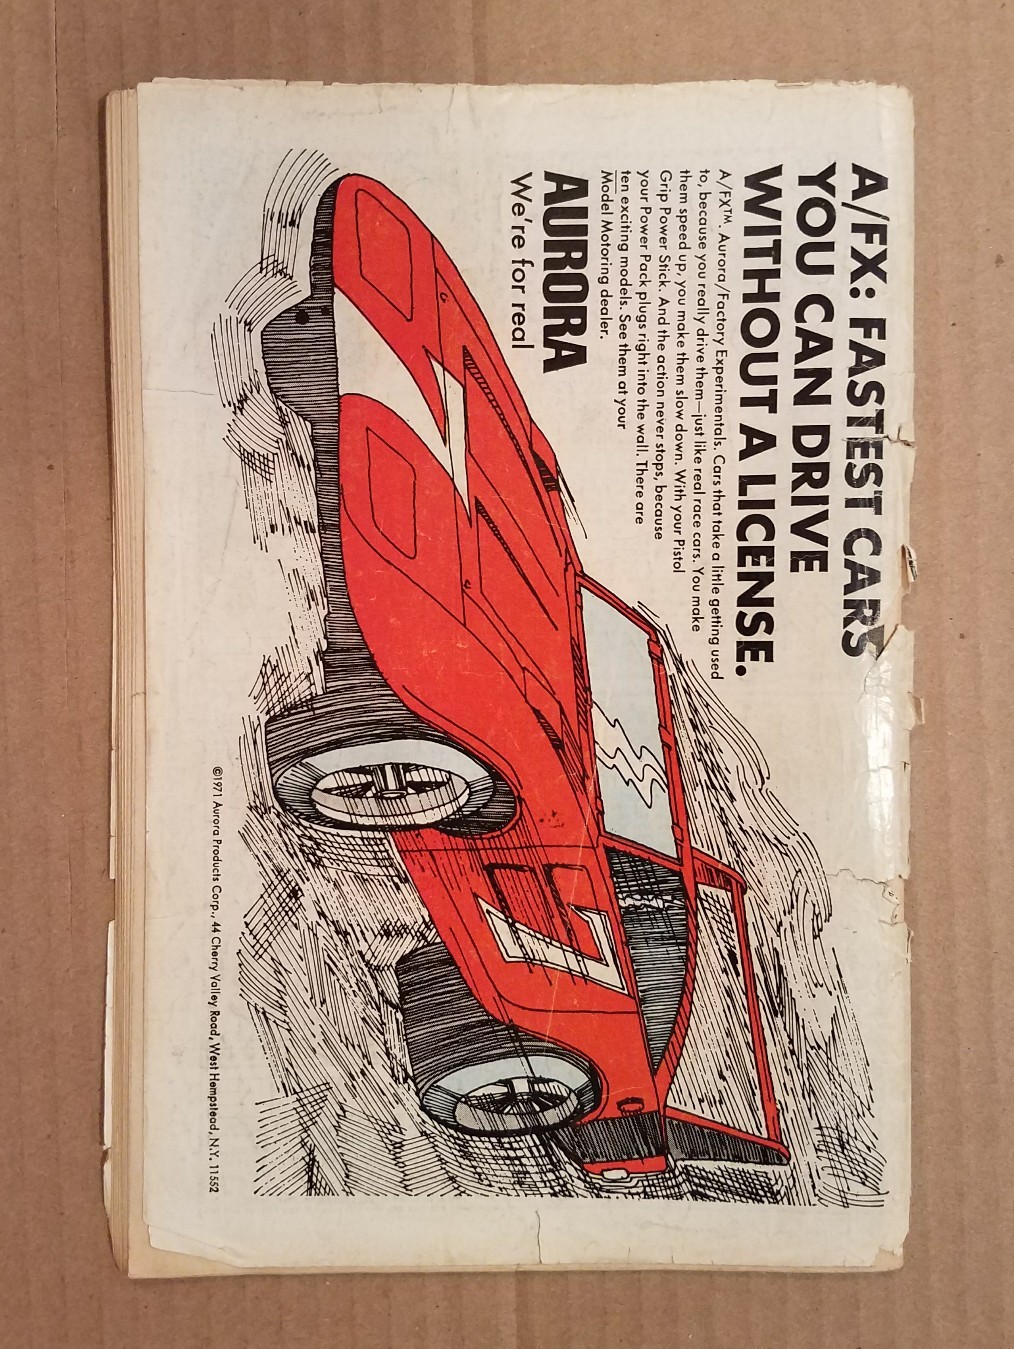 A/FX: FASTEST CARS
YOU CAN DRIVE
WITHOUT A LICENSE.
A/FX™. Aurora/Factory Experimentals. Cars that take a little getting used
to, because you really drive them—just like real race cars. You make
them speed up, you make them slow down. With your Pistol
Grip Power Stick. And the action never stops, because
your Power Pack plugs right into the wall. There are
ten exciting models. See them at your
Model Motoring dealer.
AURORA
We're for real
©1971 Aurora Products Corp., 44 Cherry Valley Road, West Hempstead, N.Y. 11552